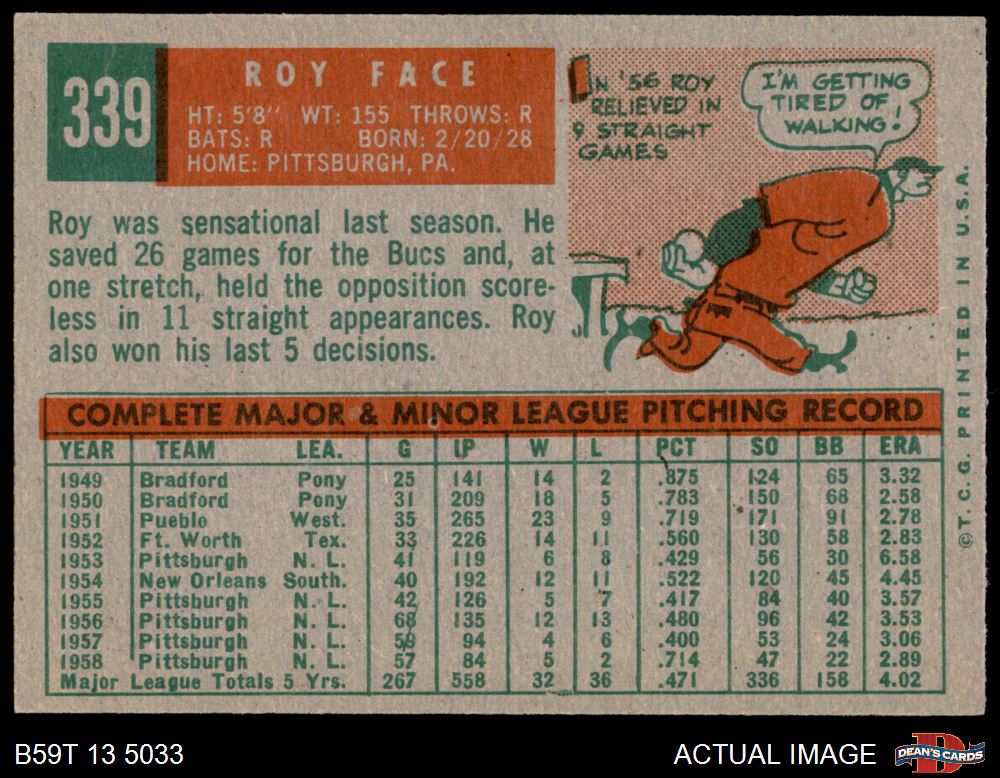 339
ROY FACE
HT: 5'8" WT: 155 THROWS: R
BATS: R BORN: 2/20/28
HOME: PITTSBURGH, PA.
IN '56 ROY
RELIEVED IN
9 STRAIGHT
GAMES
I'M GETTING
TIRED OF
WALKING!
Roy was sensational last season. He
saved 26 games for the Bucs and, at
one stretch, held the opposition score-
less in 11 straight appearances. Roy
also won his last 5 decisions.
COMPLETE MAJOR & MINOR LEAGUE PITCHING RECORD
YEAR TEAM LEA. G IP W L PCT SO BB ERA
1949 Bradford Pony 25 141 14 2 .875 124 65 3.32
1950 Bradford Pony 31 209 18 5 .783 150 68 2.58
1951 Pueblo West. 35 265 23 9 .719 171 91 2.78
1952 Ft. Worth Tex. 33 226 14 11 .560 130 58 2.83
1953 Pittsburgh N. L. 41 119 6 8 .429 56 30 6.58
1954 New Orleans South. 40 192 12 11 .522 120 45 4.45
1955 Pittsburgh N. L. 42 126 5 7 .417 84 40 3.57
1956 Pittsburgh N. L. 68 135 12 13 .480 96 42 3.53
1957 Pittsburgh N. L. 59 94 4 6 .400 53 24 3.06
1958 Pittsburgh N. L. 57 84 5 2 .714 47 22 2.89
Major League Totals 5 Yrs. 267 558 32 36 .471 336 158 4.02
©T. C. G. PRINTED IN U.S.A.
B59T 13 5033
ACTUAL IMAGE
DEAN'S CARDS